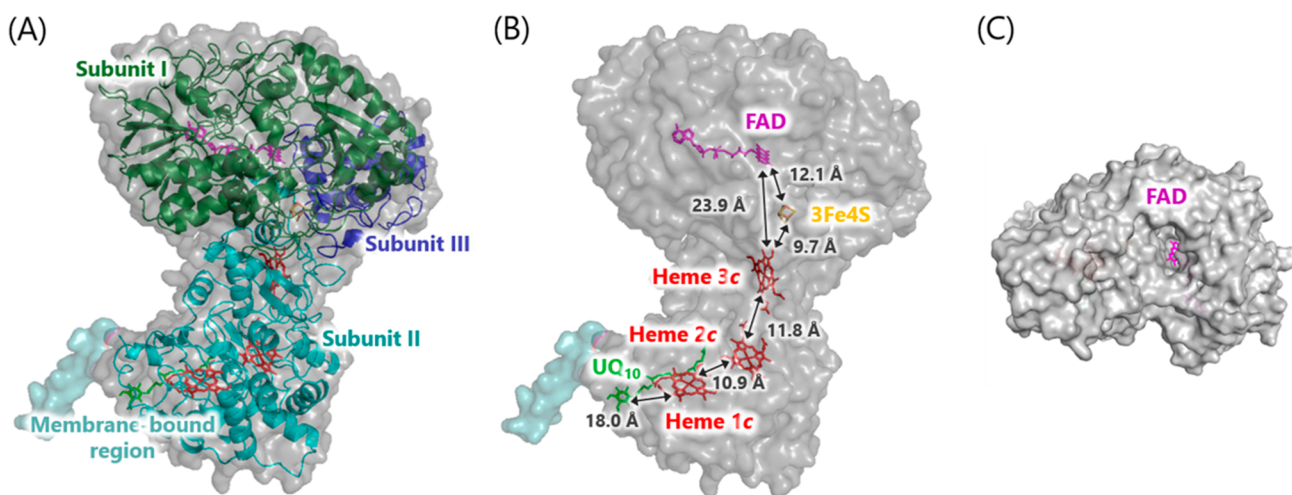 (A)
Subunit I
Subunit III
Subunit II
Membrane-bound
region
(B)
FAD
12.1 Å
23.9 Å
3Fe4S
9.7 Å
Heme 3c
11.8 Å
Heme 2c
UQ10
10.9 Å
18.0 Å
Heme 1c
(C)
FAD